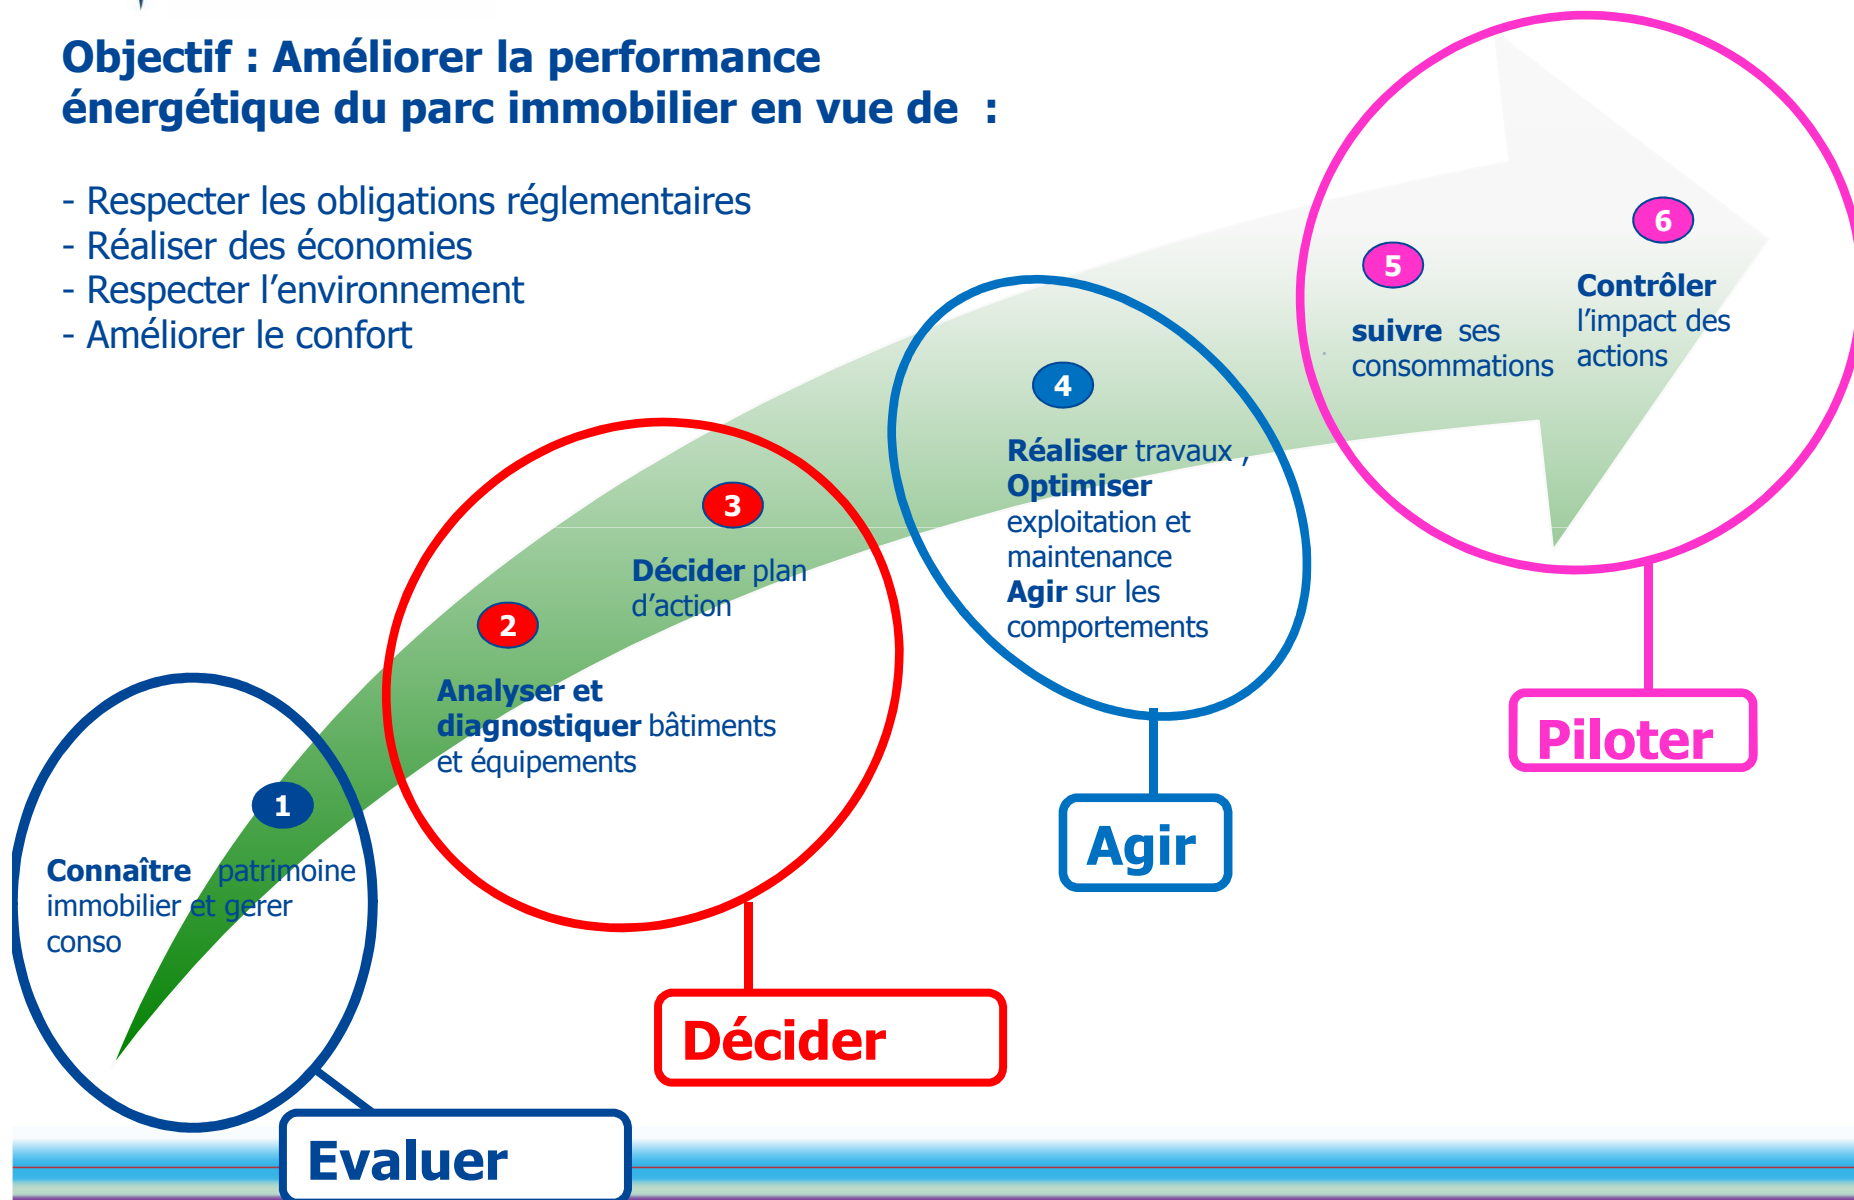 Objectif : Améliorer la performance
énergétique du parc immobilier en vue de  :
- Respecter les obligations réglementaires
- Réaliser des économies
- Respecter l’environnement
- Améliorer le confort
1
Connaître patrimoine
immobilier et gerer
conso
Evaluer
2
Analyser et
diagnostiquer bâtiments
et équipements
3
Décider plan
d’action
Décider
4
Réaliser travaux ,
Optimiser
exploitation et
maintenance
Agir sur les
comportements
Agir
5
suivre ses
consommations
6
Contrôler
l’impact des
actions
Piloter